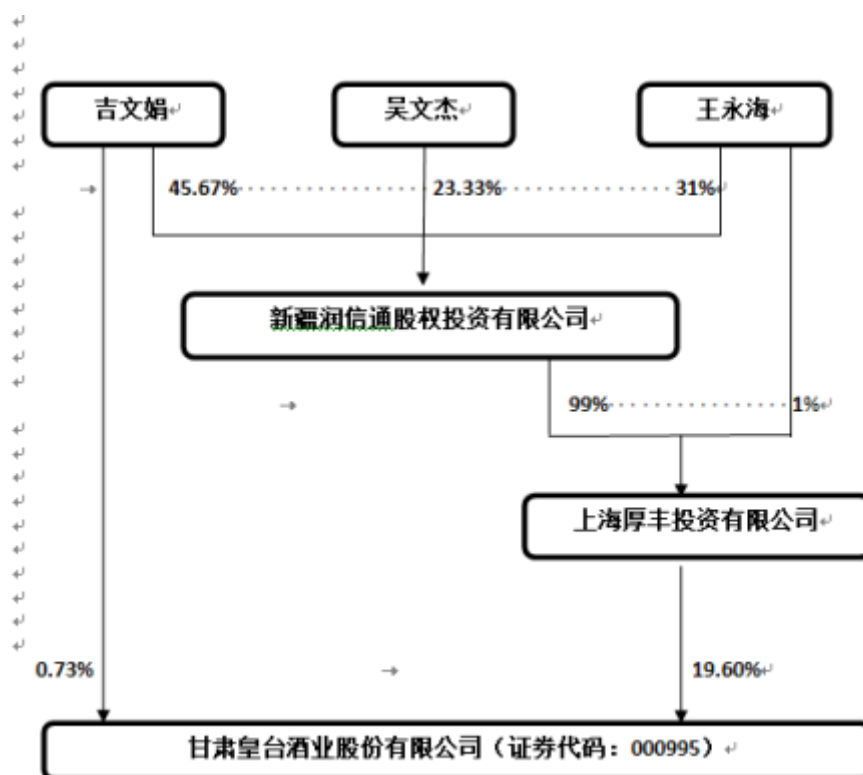 吉文娟
吴文杰
王永海
45.67%
23.33%
31%
新疆润信通股权投资有限公司
99%
1%
上海厚丰投资有限公司
0.73%
19.60%
甘肃皇台酒业股份有限公司（证券代码：000995）